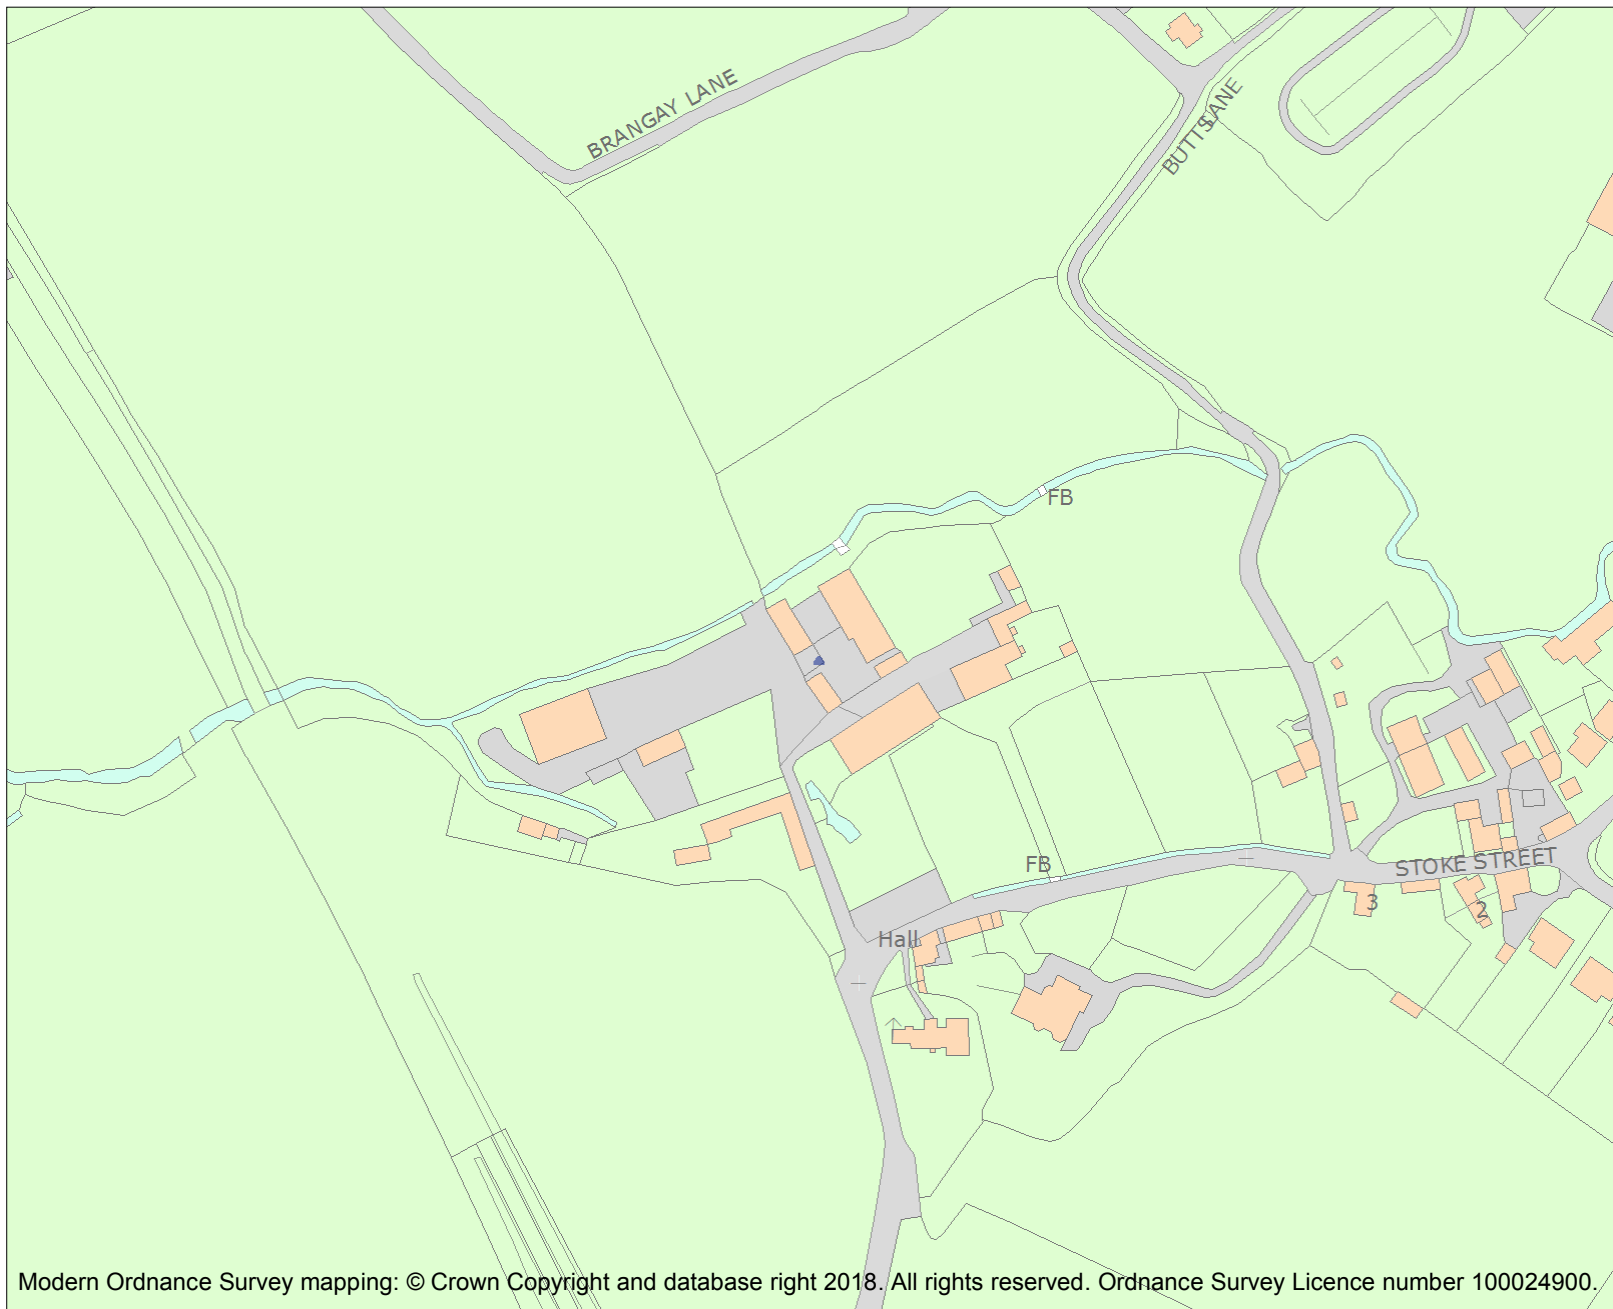 BRANGAY LANE
BUTTS LANE
FB
FB
STOKE STREET
3
2
Hall
Modern Ordnance Survey mapping: © Crown Copyright and database right 2018. All rights reserved. Ordnance Survey Licence number 100024900.